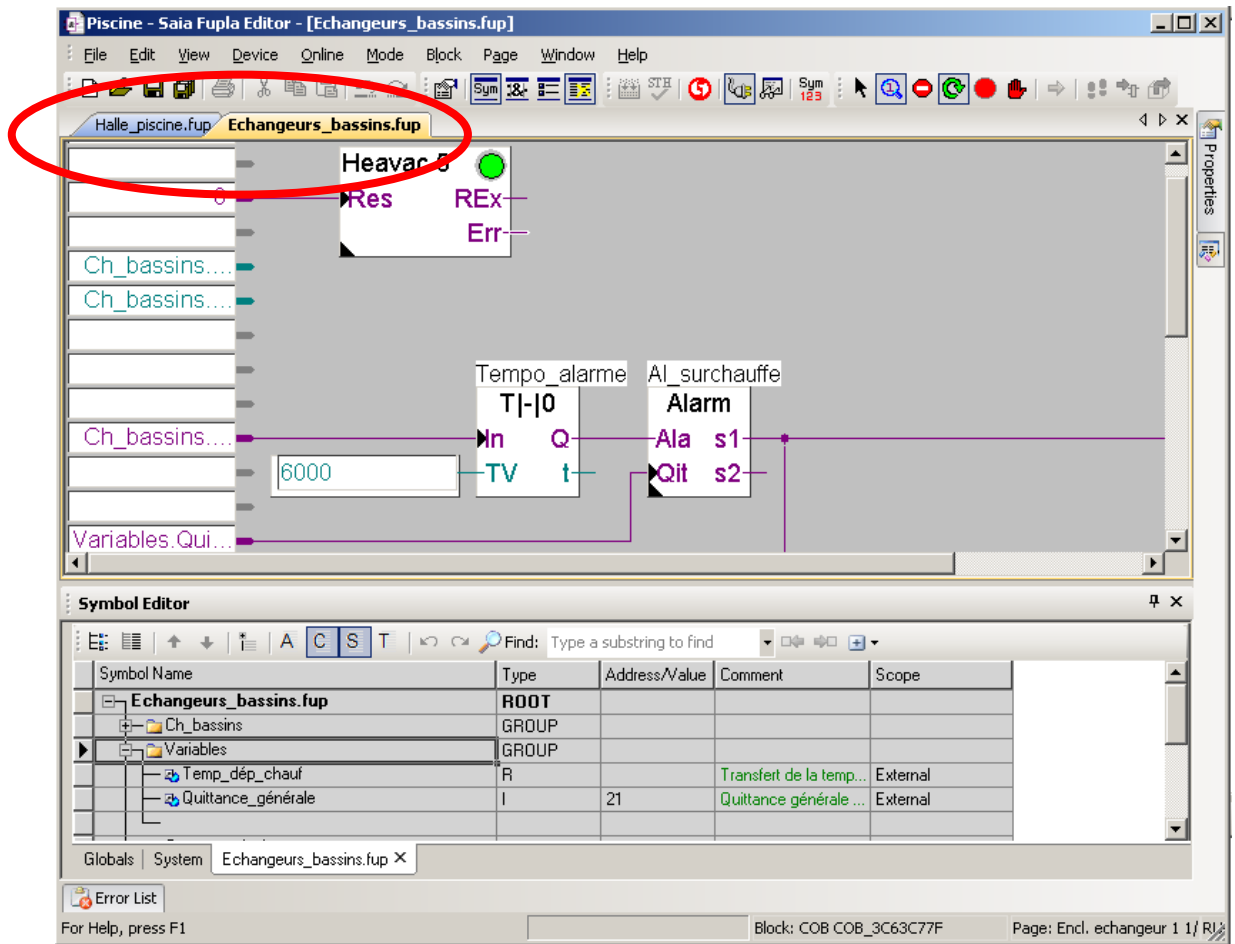 Piscine - Saia Fupla Editor - [Echangeurs_bassins.fup]
File Edit View Device Online Mode Block Page Window Help
Sym STH 5 1 Sym 123
Halle_piscine.fup Echangeurs_bassins.fup
Properties
Heavac 5
Res REx
Err
Ch_bassins....
Ch_bassins....
Tempo_alarme Al_surchauffe
T|-|0 Alarm
Ch_bassins.... In Q Ala s1
6000 TV t Qit s2
Variables.Qui...
Symbol Editor
A C S T Find: Type a substring to find
Symbol Name Type Address/Value Comment Scope
Echangeurs_bassins.fup ROOT
Ch_bassins GROUP
Variables GROUP
Temp_dép_chauf R Transfert de la temp... External
Quittance_générale I 21 Quittance générale ... External
Globals | System Echangeurs_bassins.fup
Error List
For Help, press F1 Block: COB COB_3C63C77F Page: Encl. echangeur 1 1/